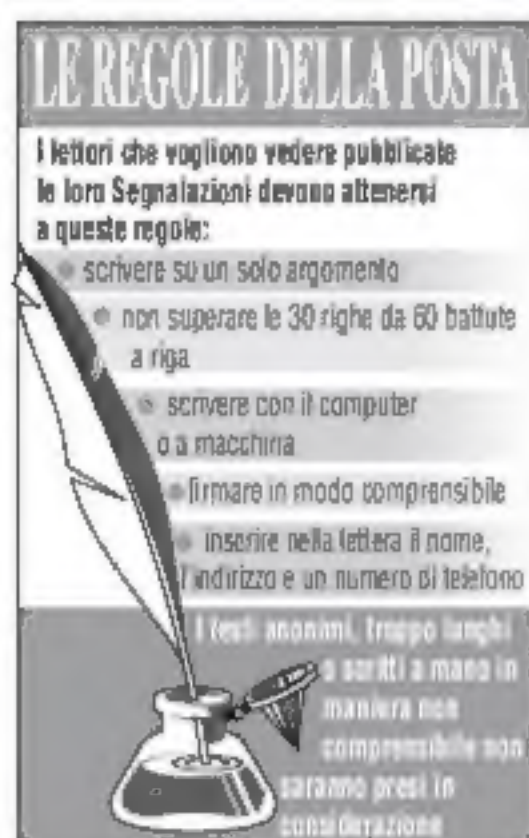 LE REGOLE DELLA POSTA
I lettori che vogliono vedere pubblicate
le loro Segnalazioni devono attenersi
a queste regole:
• scrivere su un solo argomento
• non superare le 30 righe da 60 battute
a riga
• scrivere con il computer
o a macchina
• firmare in modo comprensibile
• inserire nella lettera il nome,
l'indirizzo e un numero di telefono
I testi anonimi, troppo lunghi
o scritti a mano in
maniera non
comprensibile non
saranno presi in
considerazione